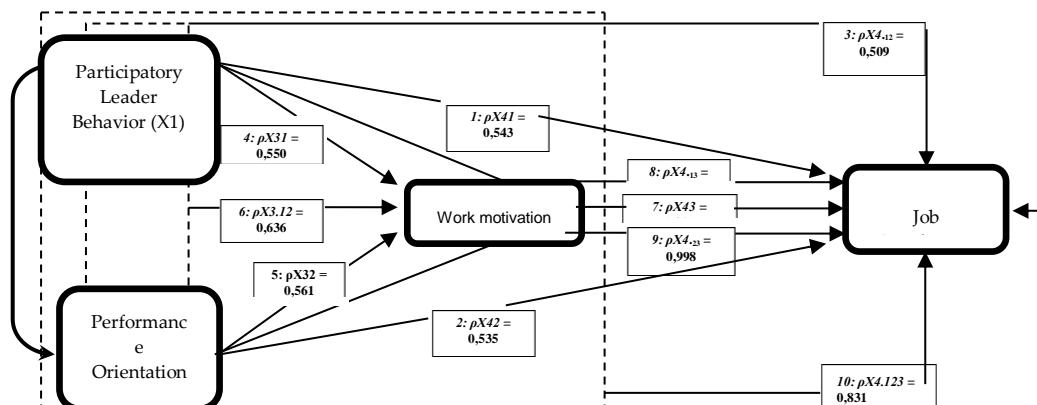 3: ρX4.12 =
0,509
Participatory
Leader
Behavior (X1)
1: ρX41 =
0,543
4: ρX31 =
0,550
8: ρX4.13 =
6: ρX3.12 =
0,636
Work motivation
7: ρX43 =
Job
9: ρX4.23 =
0,998
5: ρX32 =
0,561
2: ρX42 =
0,535
Performanc
e
Orientation
10: ρX4.123 =
0,831